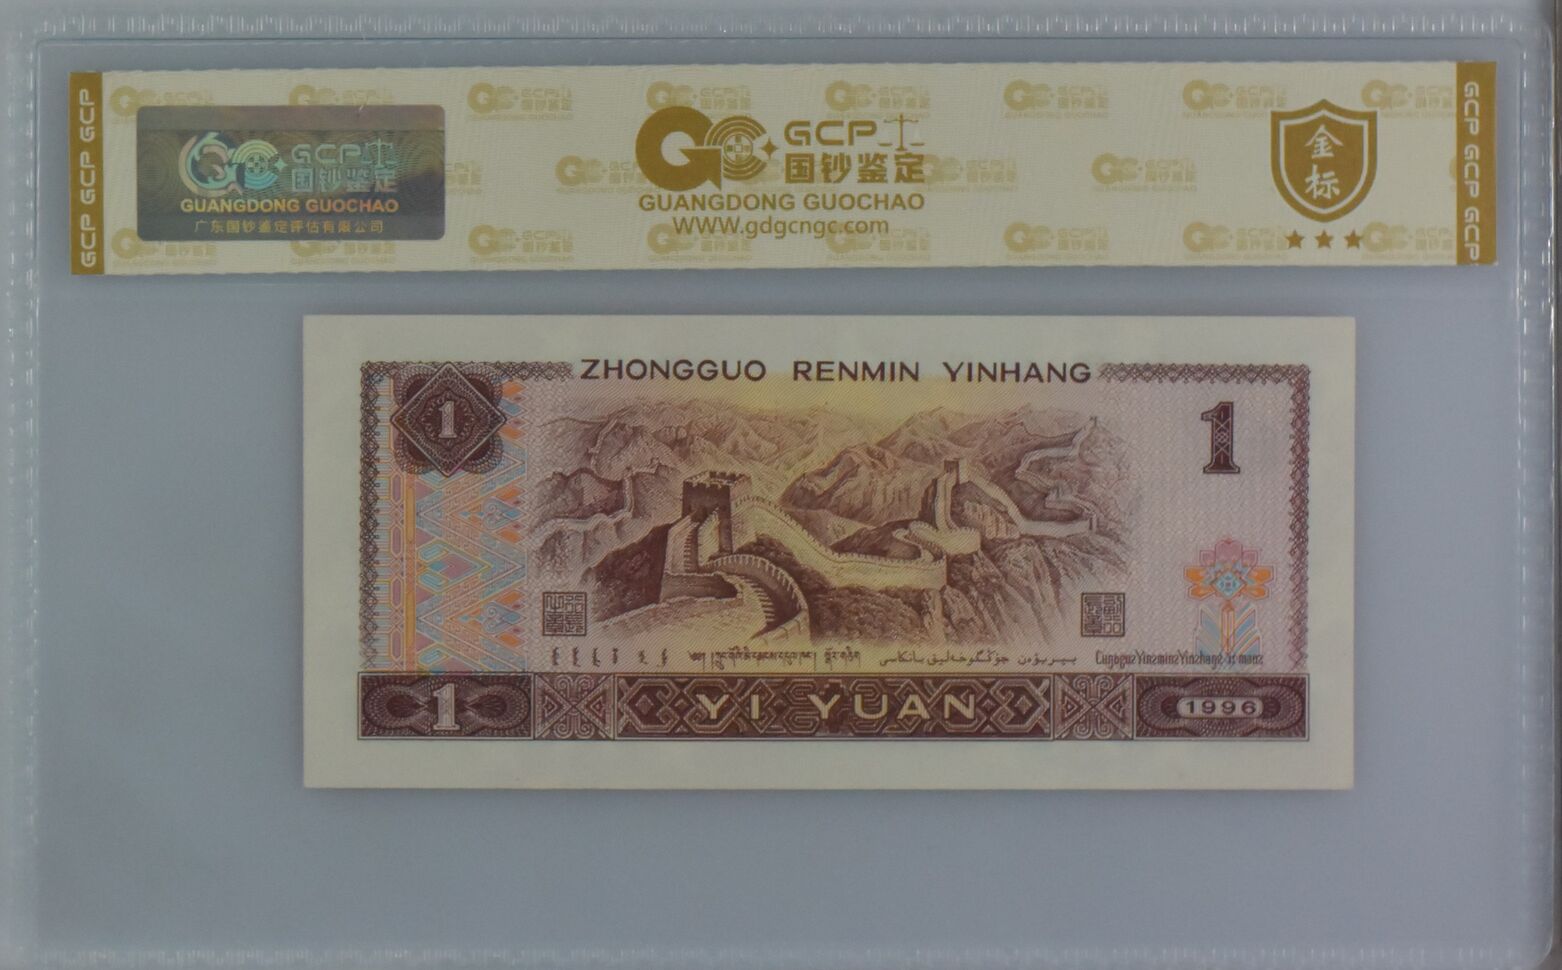 GCP GCP GCP
GCP
国钞鉴定
GUANGDONG GUOCHAO
广东国钞鉴定评估有限公司
GCP
国钞鉴定
GUANGDONG GUOCHAO
WWW.gdgcngc.com
金标
GCP GCP GCP
ZHONGGUO RENMIN YINHANG
1
1
1
YI YUAN
1996